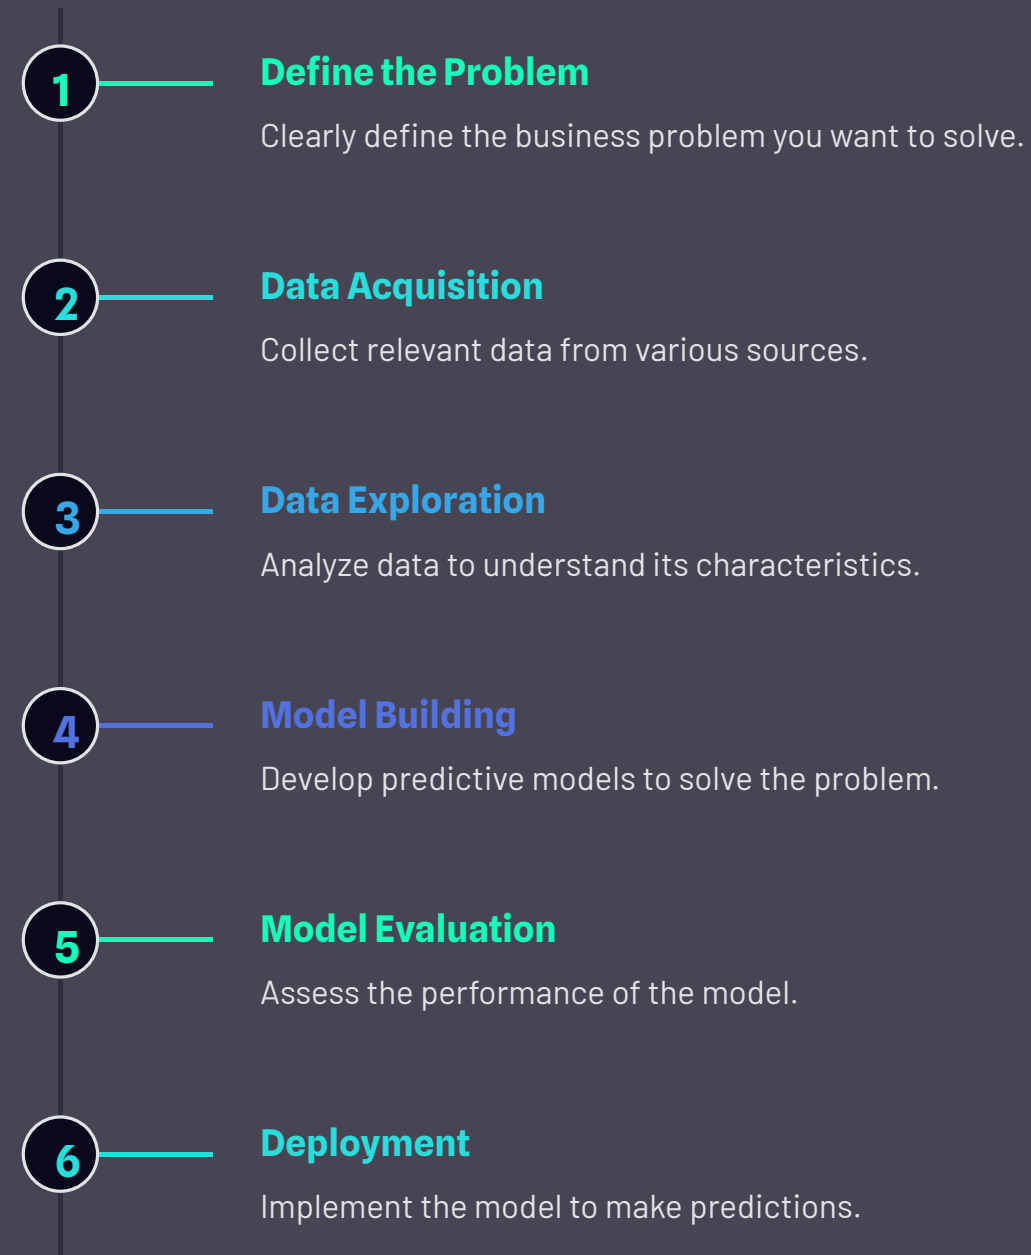 1
Define the Problem
Clearly define the business problem you want to solve.
2
Data Acquisition
Collect relevant data from various sources.
3
Data Exploration
Analyze data to understand its characteristics.
4
Model Building
Develop predictive models to solve the problem.
5
Model Evaluation
Assess the performance of the model.
6
Deployment
Implement the model to make predictions.